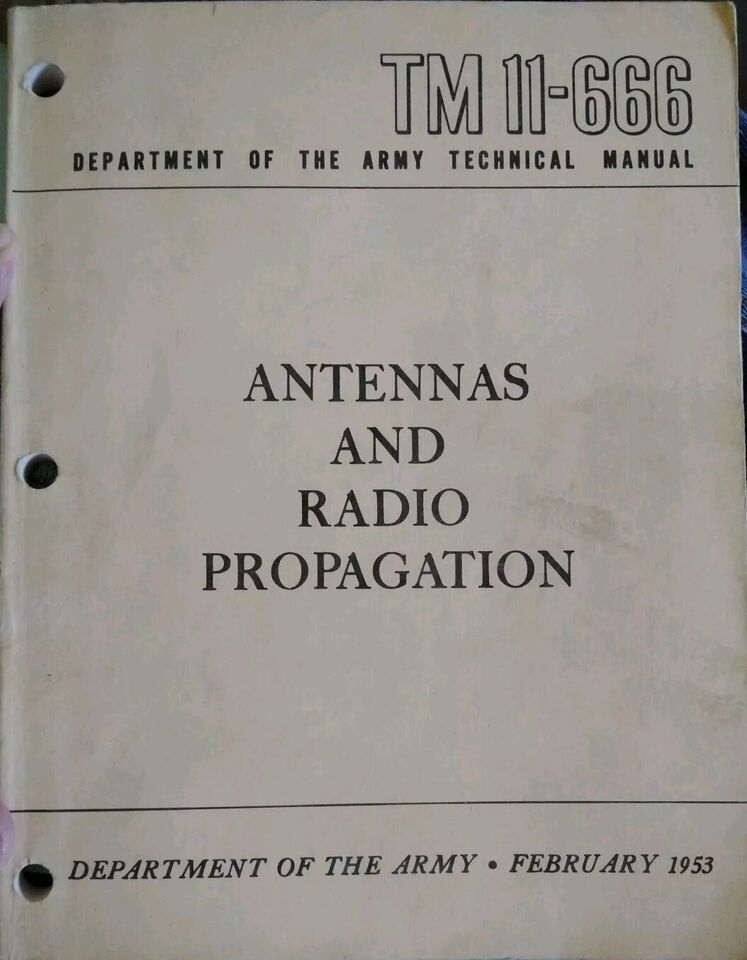 TM 11-666
DEPARTMENT OF THE ARMY TECHNICAL MANUAL
ANTENNAS
AND
RADIO
PROPAGATION
DEPARTMENT OF THE ARMY • FEBRUARY 1953